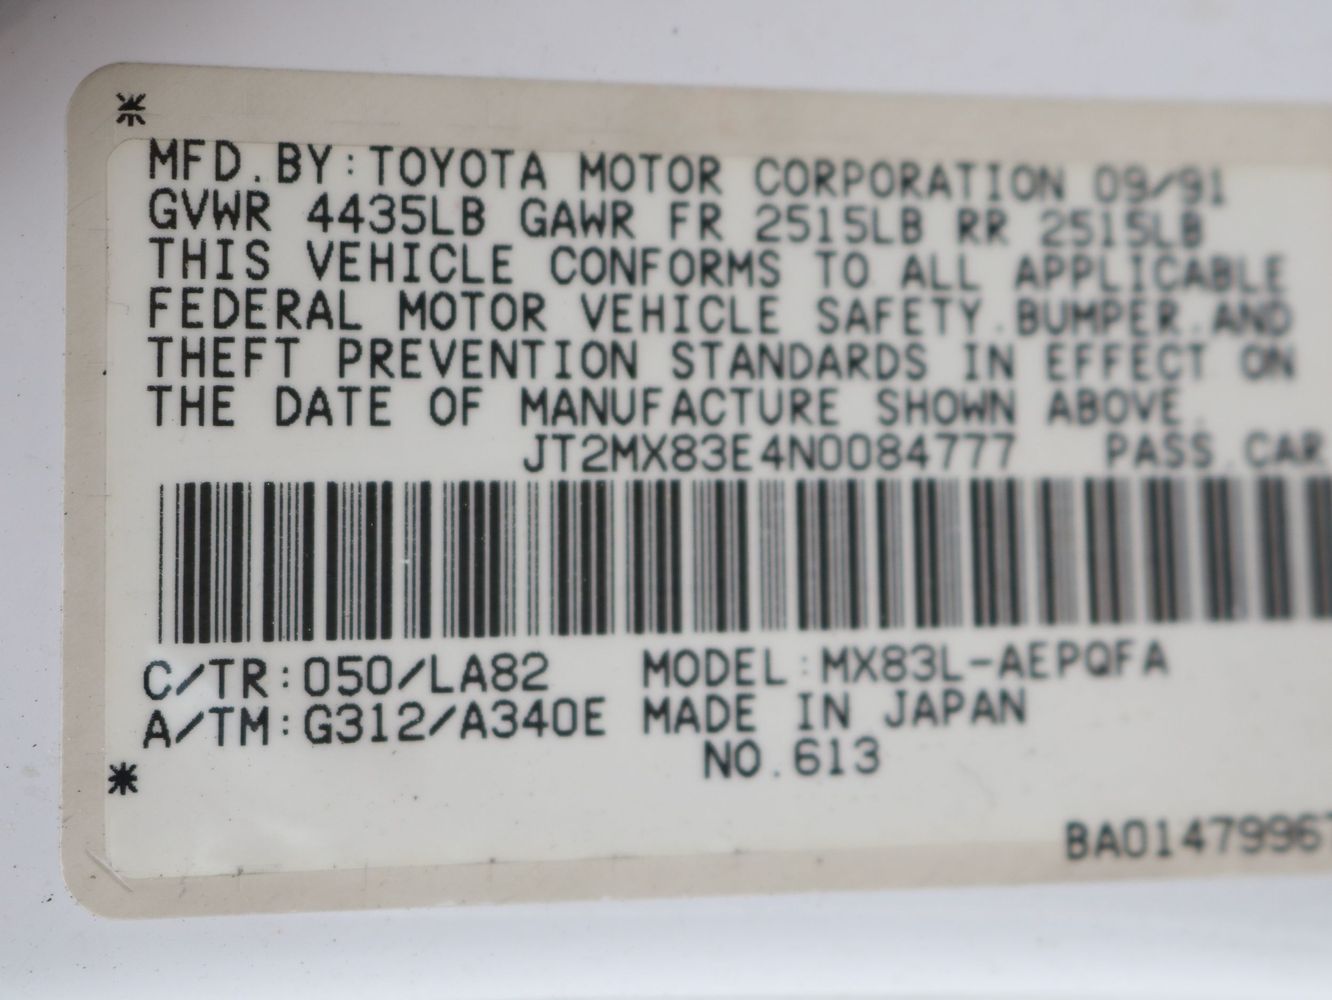 MFD.BY:TOYOTA MOTOR CORPORATION 09/91
GVWR 4435LB GAWR FR 2515LB RR 2515LB
THIS VEHICLE CONFORMS TO ALL APPLICABLE
FEDERAL MOTOR VEHICLE SAFETY.BUMPER.AND
THEFT PREVENTION STANDARDS IN EFFECT ON
THE DATE OF MANUFACTURE SHOWN ABOVE.
JT2MX83E4N0084777 PASS.CAR
C/TR:050/LA82 MODEL:MX83L-AEPQFA
A/TM:G312/A340E MADE IN JAPAN
NO.613
BA01479967